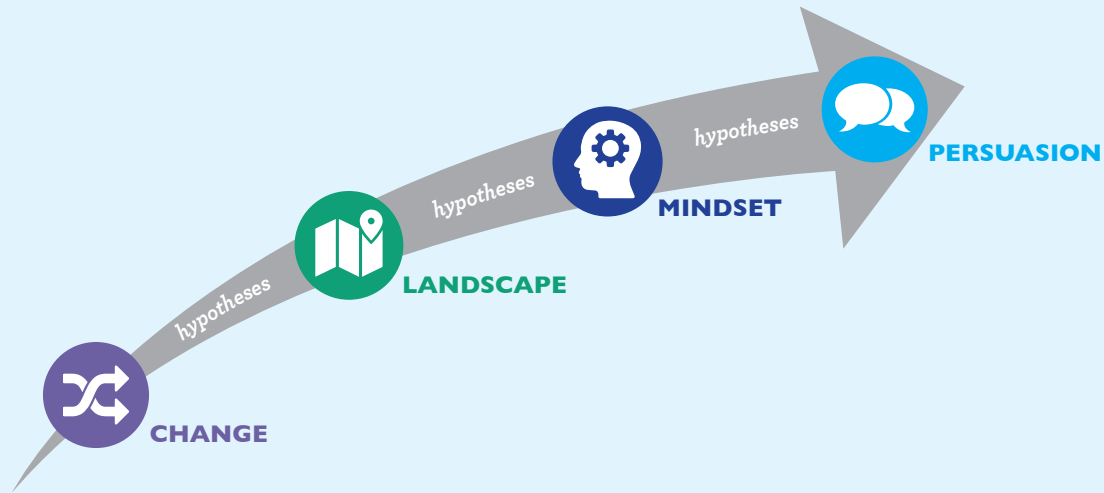 CHANGE
hypotheses
LANDSCAPE
hypotheses
MINDSET
hypotheses
PERSUASION